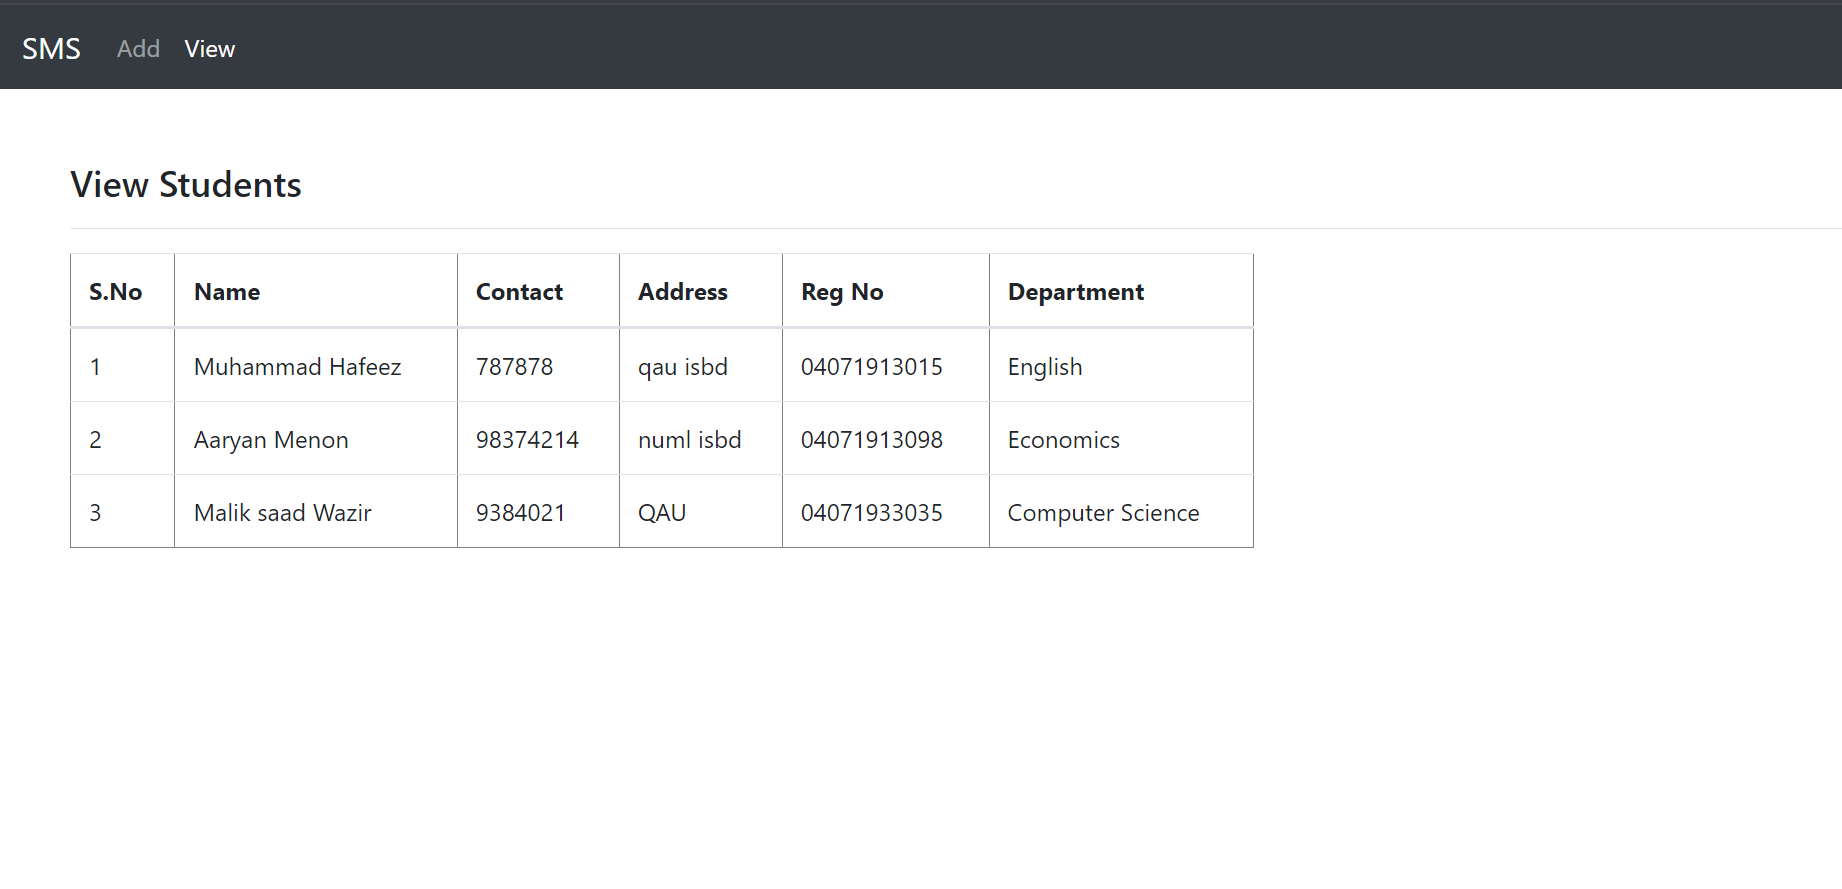 SMS Add View
View Students
S.No Name Contact Address Reg No Department
1 Muhammad Hafeez 787878 qau isbd 04071913015 English
2 Aaryan Menon 98374214 numl isbd 04071913098 Economics
3 Malik saad Wazir 9384021 QAU 04071933035 Computer Science